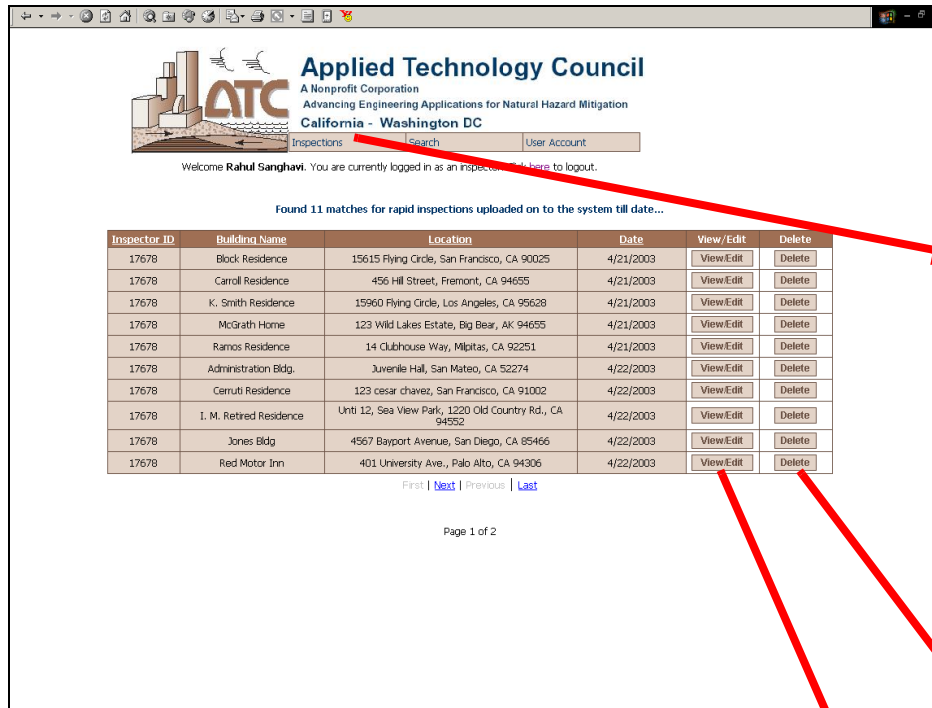 ATC
Applied Technology Council
A Nonprofit Corporation
Advancing Engineering Applications for Natural Hazard Mitigation
California - Washington DC
Inspections Search User Account
Welcome Rahul Sanghavi. You are currently logged in as an inspector. here to logout.
Found 11 matches for rapid inspections uploaded on to the system till date...
Inspector ID Building Name Location Date View/Edit Delete
17678 Block Residence 15615 Flying Circle, San Francisco, CA 90025 4/21/2003 View/Edit Delete
17678 Carroll Residence 456 Hill Street, Fremont, CA 94655 4/21/2003 View/Edit Delete
17678 K. Smith Residence 15960 Flying Circle, Los Angeles, CA 95628 4/21/2003 View/Edit Delete
17678 McGrath Home 123 Wild Lakes Estate, Big Bear, AK 94655 4/21/2003 View/Edit Delete
17678 Ramos Residence 14 Clubhouse Way, Milpitas, CA 92251 4/21/2003 View/Edit Delete
17678 Administration Bldg. Juvenile Hall, San Mateo, CA 52274 4/22/2003 View/Edit Delete
17678 Cerruti Residence 123 cesar chavez, San Francisco, CA 91002 4/22/2003 View/Edit Delete
17678 I. M. Retired Residence Unti 12, Sea View Park, 1220 Old Country Rd., CA 94552 4/22/2003 View/Edit Delete
17678 Jones Bldg 4567 Bayport Avenue, San Diego, CA 85466 4/22/2003 View/Edit Delete
17678 Red Motor Inn 401 University Ave., Palo Alto, CA 94306 4/22/2003 View/Edit Delete
First | Next | Previous | Last
Page 1 of 2